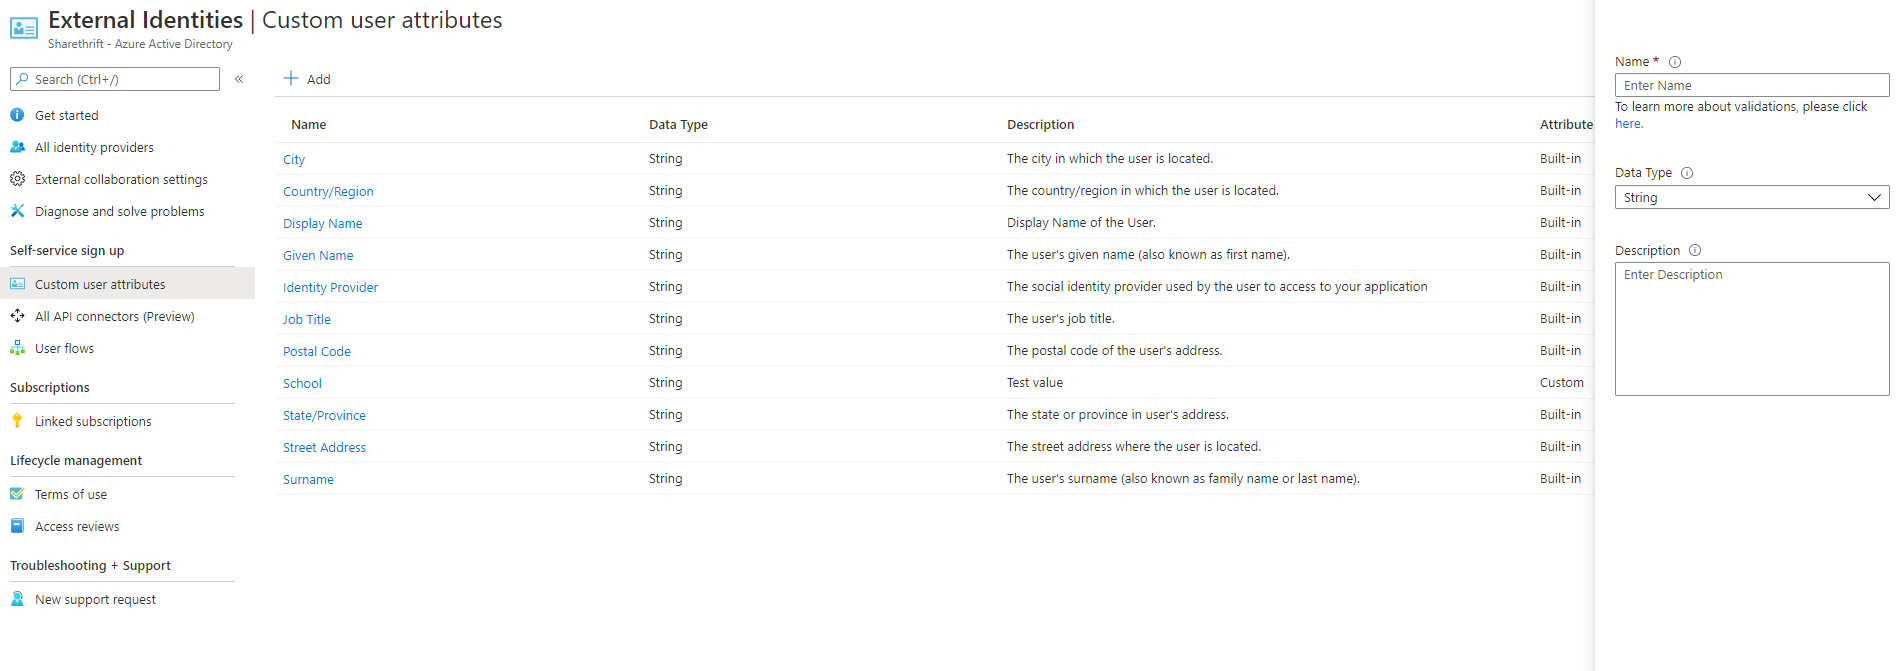 External Identities | Custom user attributes
Sharethrift - Azure Active Directory
Search (Ctrl+/)
«
Get started
All identity providers
External collaboration settings
Diagnose and solve problems
Self-service sign up
Custom user attributes
All API connectors (Preview)
User flows
Subscriptions
Linked subscriptions
Lifecycle management
Terms of use
Access reviews
Troubleshooting + Support
New support request
+ Add
Name Data Type Description Attribute
City String The city in which the user is located. Built-in
Country/Region String The country/region in which the user is located. Built-in
Display Name String Display Name of the User. Built-in
Given Name String The user's given name (also known as first name). Built-in
Identity Provider String The social identity provider used by the user to access to your application Built-in
Job Title String The user's job title. Built-in
Postal Code String The postal code of the user's address. Built-in
School String Test value Custom
State/Province String The state or province in user's address. Built-in
Street Address String The street address where the user is located. Built-in
Surname String The user's surname (also known as family name or last name). Built-in
Name *
Enter Name
To learn more about validations, please click
here.
Data Type
String
Description
Enter Description